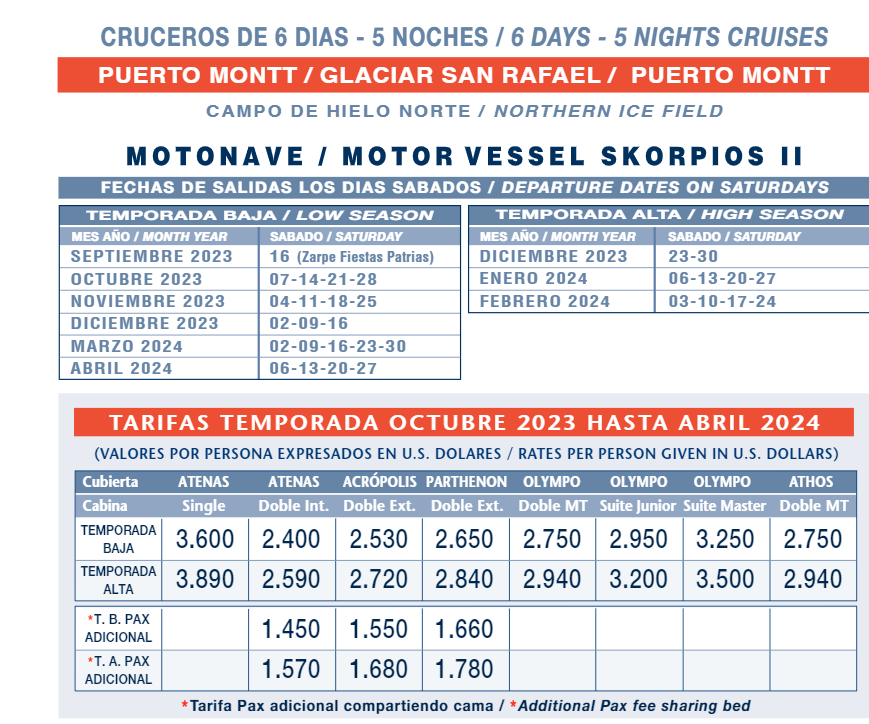 CRUCEROS DE 6 DIAS - 5 NOCHES / 6 DAYS - 5 NIGHTS CRUISES
PUERTO MONTT / GLACIAR SAN RAFAEL / PUERTO MONTT
CAMPO DE HIELO NORTE / NORTHERN ICE FIELD
MOTONAVE / MOTOR VESSEL SKORPIOS II
FECHAS DE SALIDAS LOS DIAS SABADOS / DEPARTURE DATES ON SATURDAYS
TEMPORADA BAJA / LOW SEASON
MES AÑO / MONTH YEAR SABADO / SATURDAY
SEPTIEMBRE 2023 16 (Zarpe Fiestas Patrias)
OCTUBRE 2023 07-14-21-28
NOVIEMBRE 2023 04-11-18-25
DICIEMBRE 2023 02-09-16
MARZO 2024 02-09-16-23-30
ABRIL 2024 06-13-20-27
TEMPORADA ALTA / HIGH SEASON
MES AÑO / MONTH YEAR SABADO / SATURDAY
DICIEMBRE 2023 23-30
ENERO 2024 06-13-20-27
FEBRERO 2024 03-10-17-24
TARIFAS TEMPORADA OCTUBRE 2023 HASTA ABRIL 2024
(VALORES POR PERSONA EXPRESADOS EN U.S. DOLARES / RATES PER PERSON GIVEN IN U.S. DOLLARS)
Cubierta ATENAS ATENAS ACRÓPOLIS PARTHENON OLYMPO OLYMPO OLYMPO ATHOS
Cabina Single Doble Int. Doble Ext. Doble Ext. Doble MT Suite Junior Suite Master Doble MT
TEMPORADA
BAJA 3.600 2.400 2.530 2.650 2.750 2.950 3.250 2.750
TEMPORADA
ALTA 3.890 2.590 2.720 2.840 2.940 3.200 3.500 2.940
*T. B. PAX
ADICIONAL 1.450 1.550 1.660
*T. A. PAX
ADICIONAL 1.570 1.680 1.780
*Tarifa Pax adicional compartiendo cama / *Additional Pax fee sharing bed